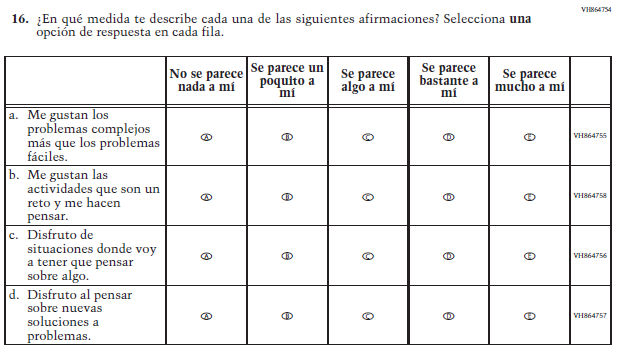 VH864754
16. ¿En qué medida te describe cada una de las siguientes afirmaciones? Selecciona una
opción de respuesta en cada fila.
No se parece nada a mí
Se parece un poquito a mí
Se parece algo a mí
Se parece bastante a mí
Se parece mucho a mí
a. Me gustan los
problemas complejos
más que los problemas
fáciles.
A B C D E VH864755
b. Me gustan las
actividades que son un
reto y me hacen
pensar.
A B C D E VH864758
c. Disfruto de
situaciones donde voy
a tener que pensar
sobre algo.
A B C D E VH864756
d. Disfruto al pensar
sobre nuevas
soluciones a
problemas.
A B C D E VH864757